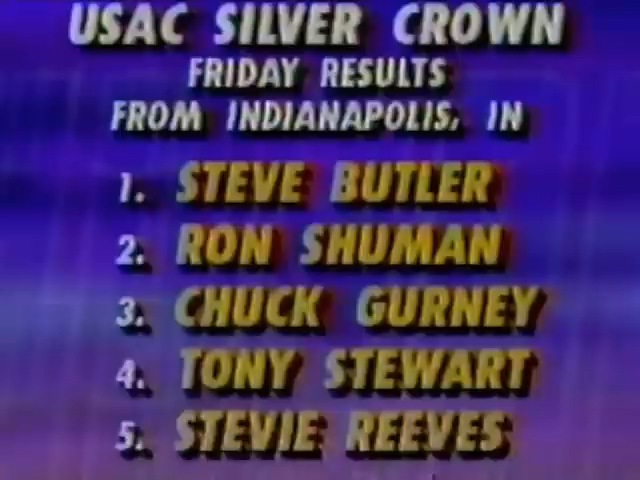 USAC SILVER CROWN
FRIDAY RESULTS
FROM INDIANAPOLIS, IN
1. STEVE BUTLER
2. RON SHUMAN
3. CHUCK GURNEY
4. TONY STEWART
5. STEVIE REEVES